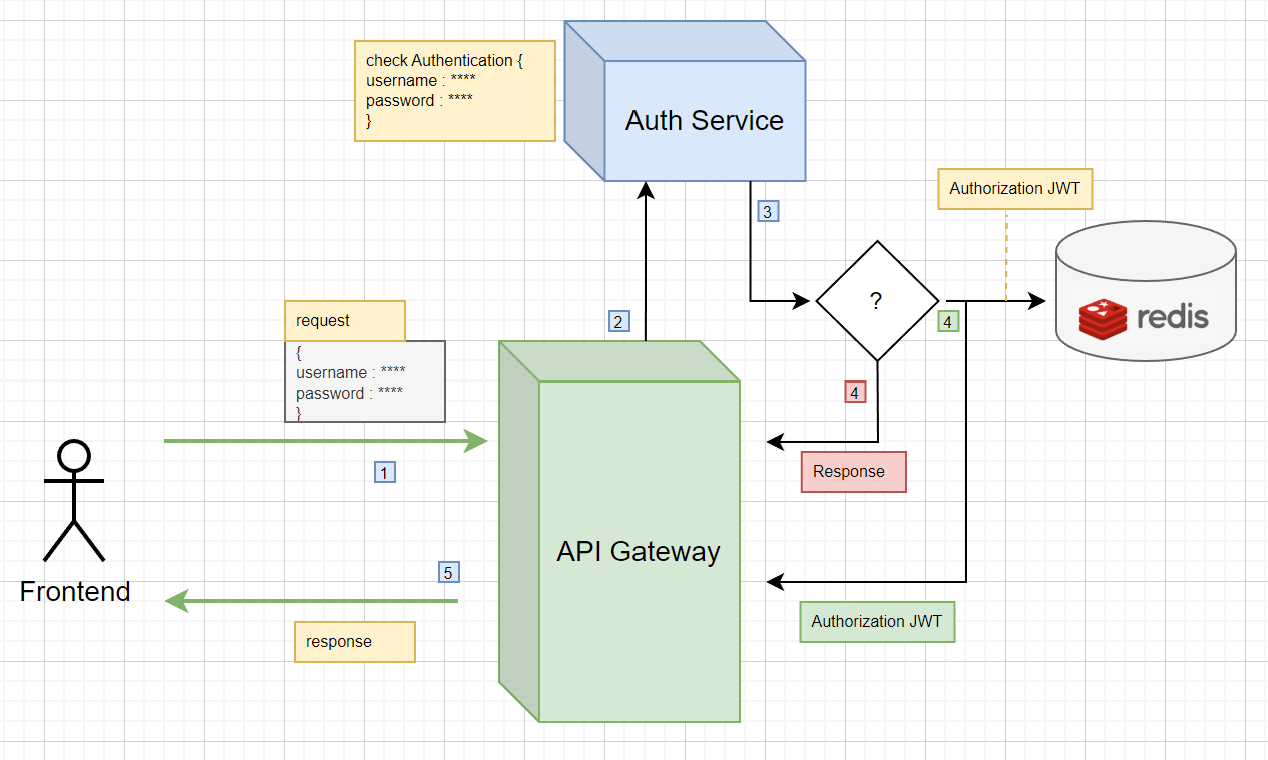 check Authentication {
username : ****
password : ****
}
Auth Service
3
Authorization JWT
?
4
redis
2
request
{
username : ****
password : ****
}
4
1
Response
API Gateway
5
Frontend
Authorization JWT
response